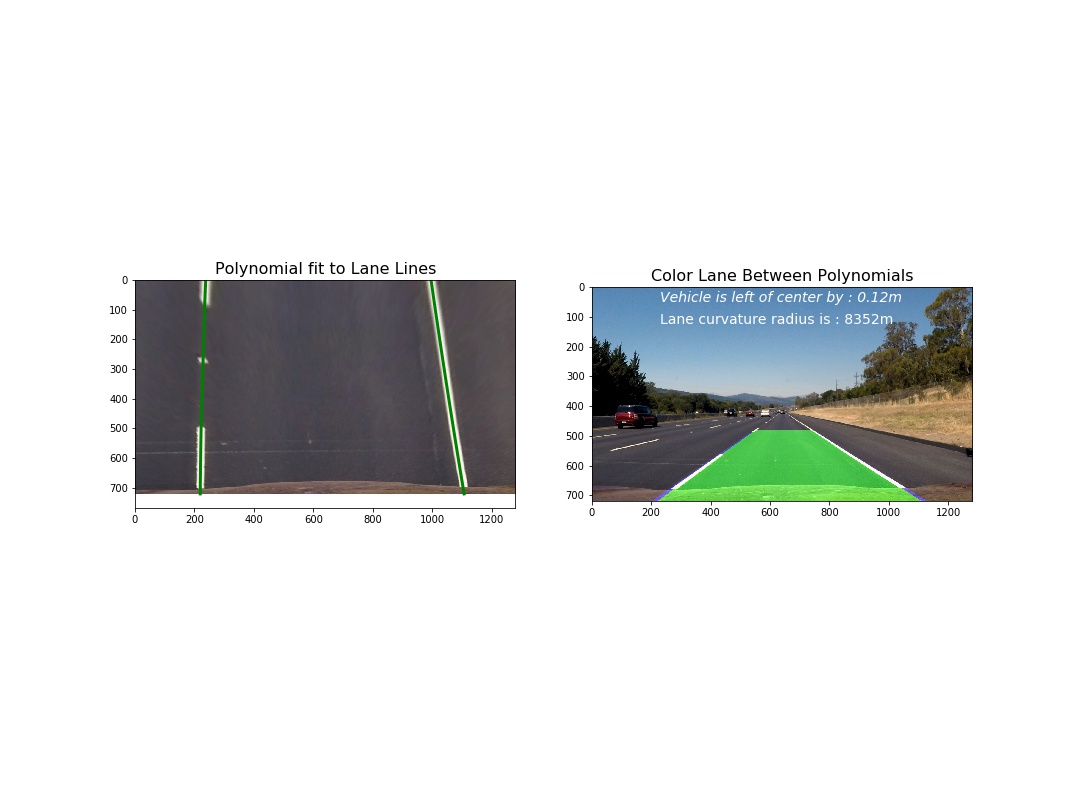 Polynomial fit to Lane Lines
0
100
200
300
400
500
600
700
0 200 400 600 800 1000 1200
Color Lane Between Polynomials
Vehicle is left of center by : 0.12m
Lane curvature radius is : 8352m
0
100
200
300
400
500
600
700
0 200 400 600 800 1000 1200